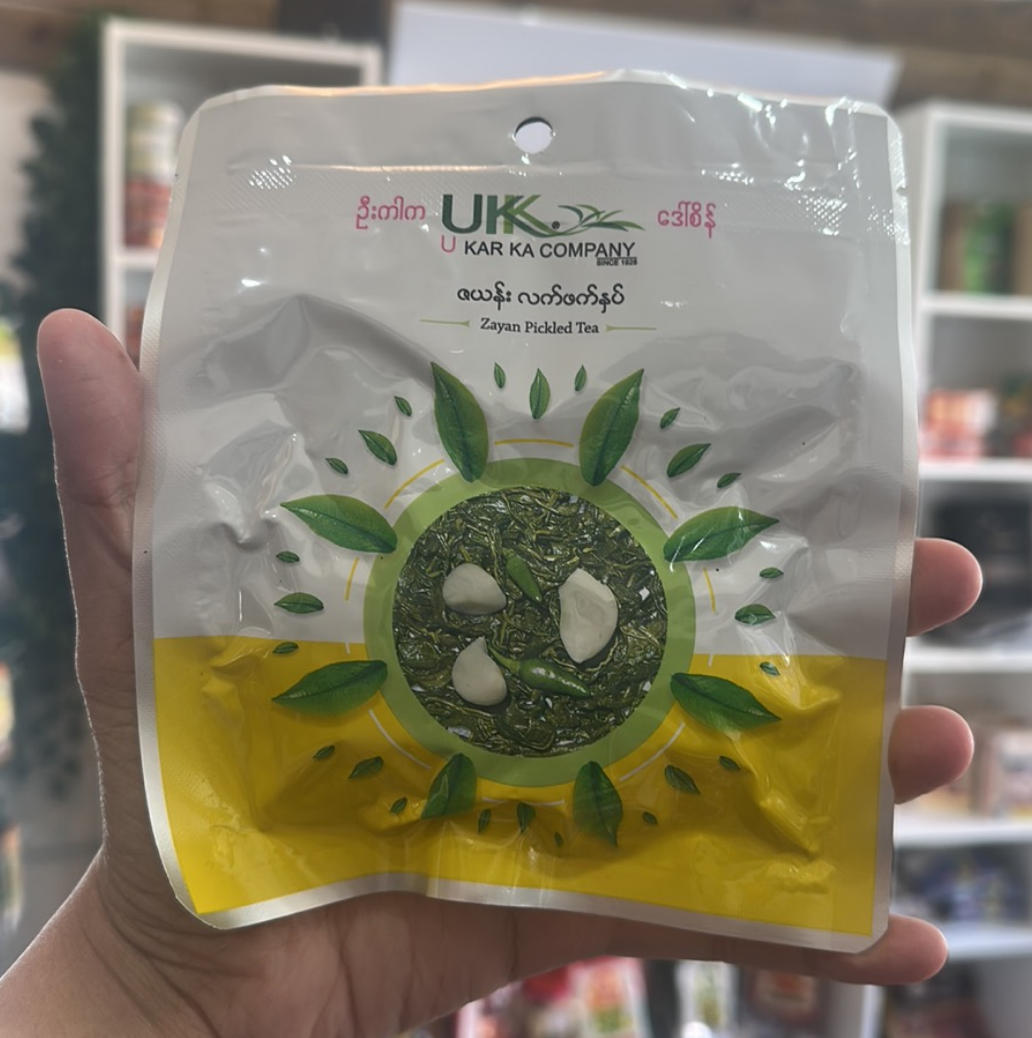 ဦးကါက UKK. ဒေါ်စိန်
U KAR KA COMPANY
SINCE 1928
ဇယန်း လက်ဖက်နှပ်
Zayan Pickled Tea